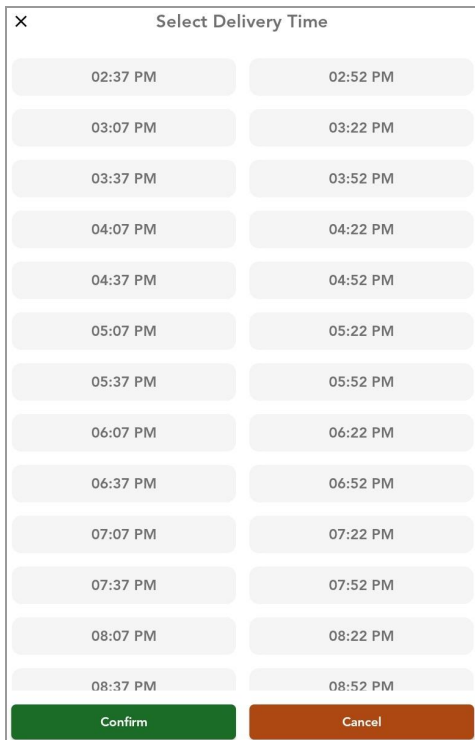 × Select Delivery Time
02:37 PM 02:52 PM
03:07 PM 03:22 PM
03:37 PM 03:52 PM
04:07 PM 04:22 PM
04:37 PM 04:52 PM
05:07 PM 05:22 PM
05:37 PM 05:52 PM
06:07 PM 06:22 PM
06:37 PM 06:52 PM
07:07 PM 07:22 PM
07:37 PM 07:52 PM
08:07 PM 08:22 PM
08:37 PM 08:52 PM
Confirm Cancel